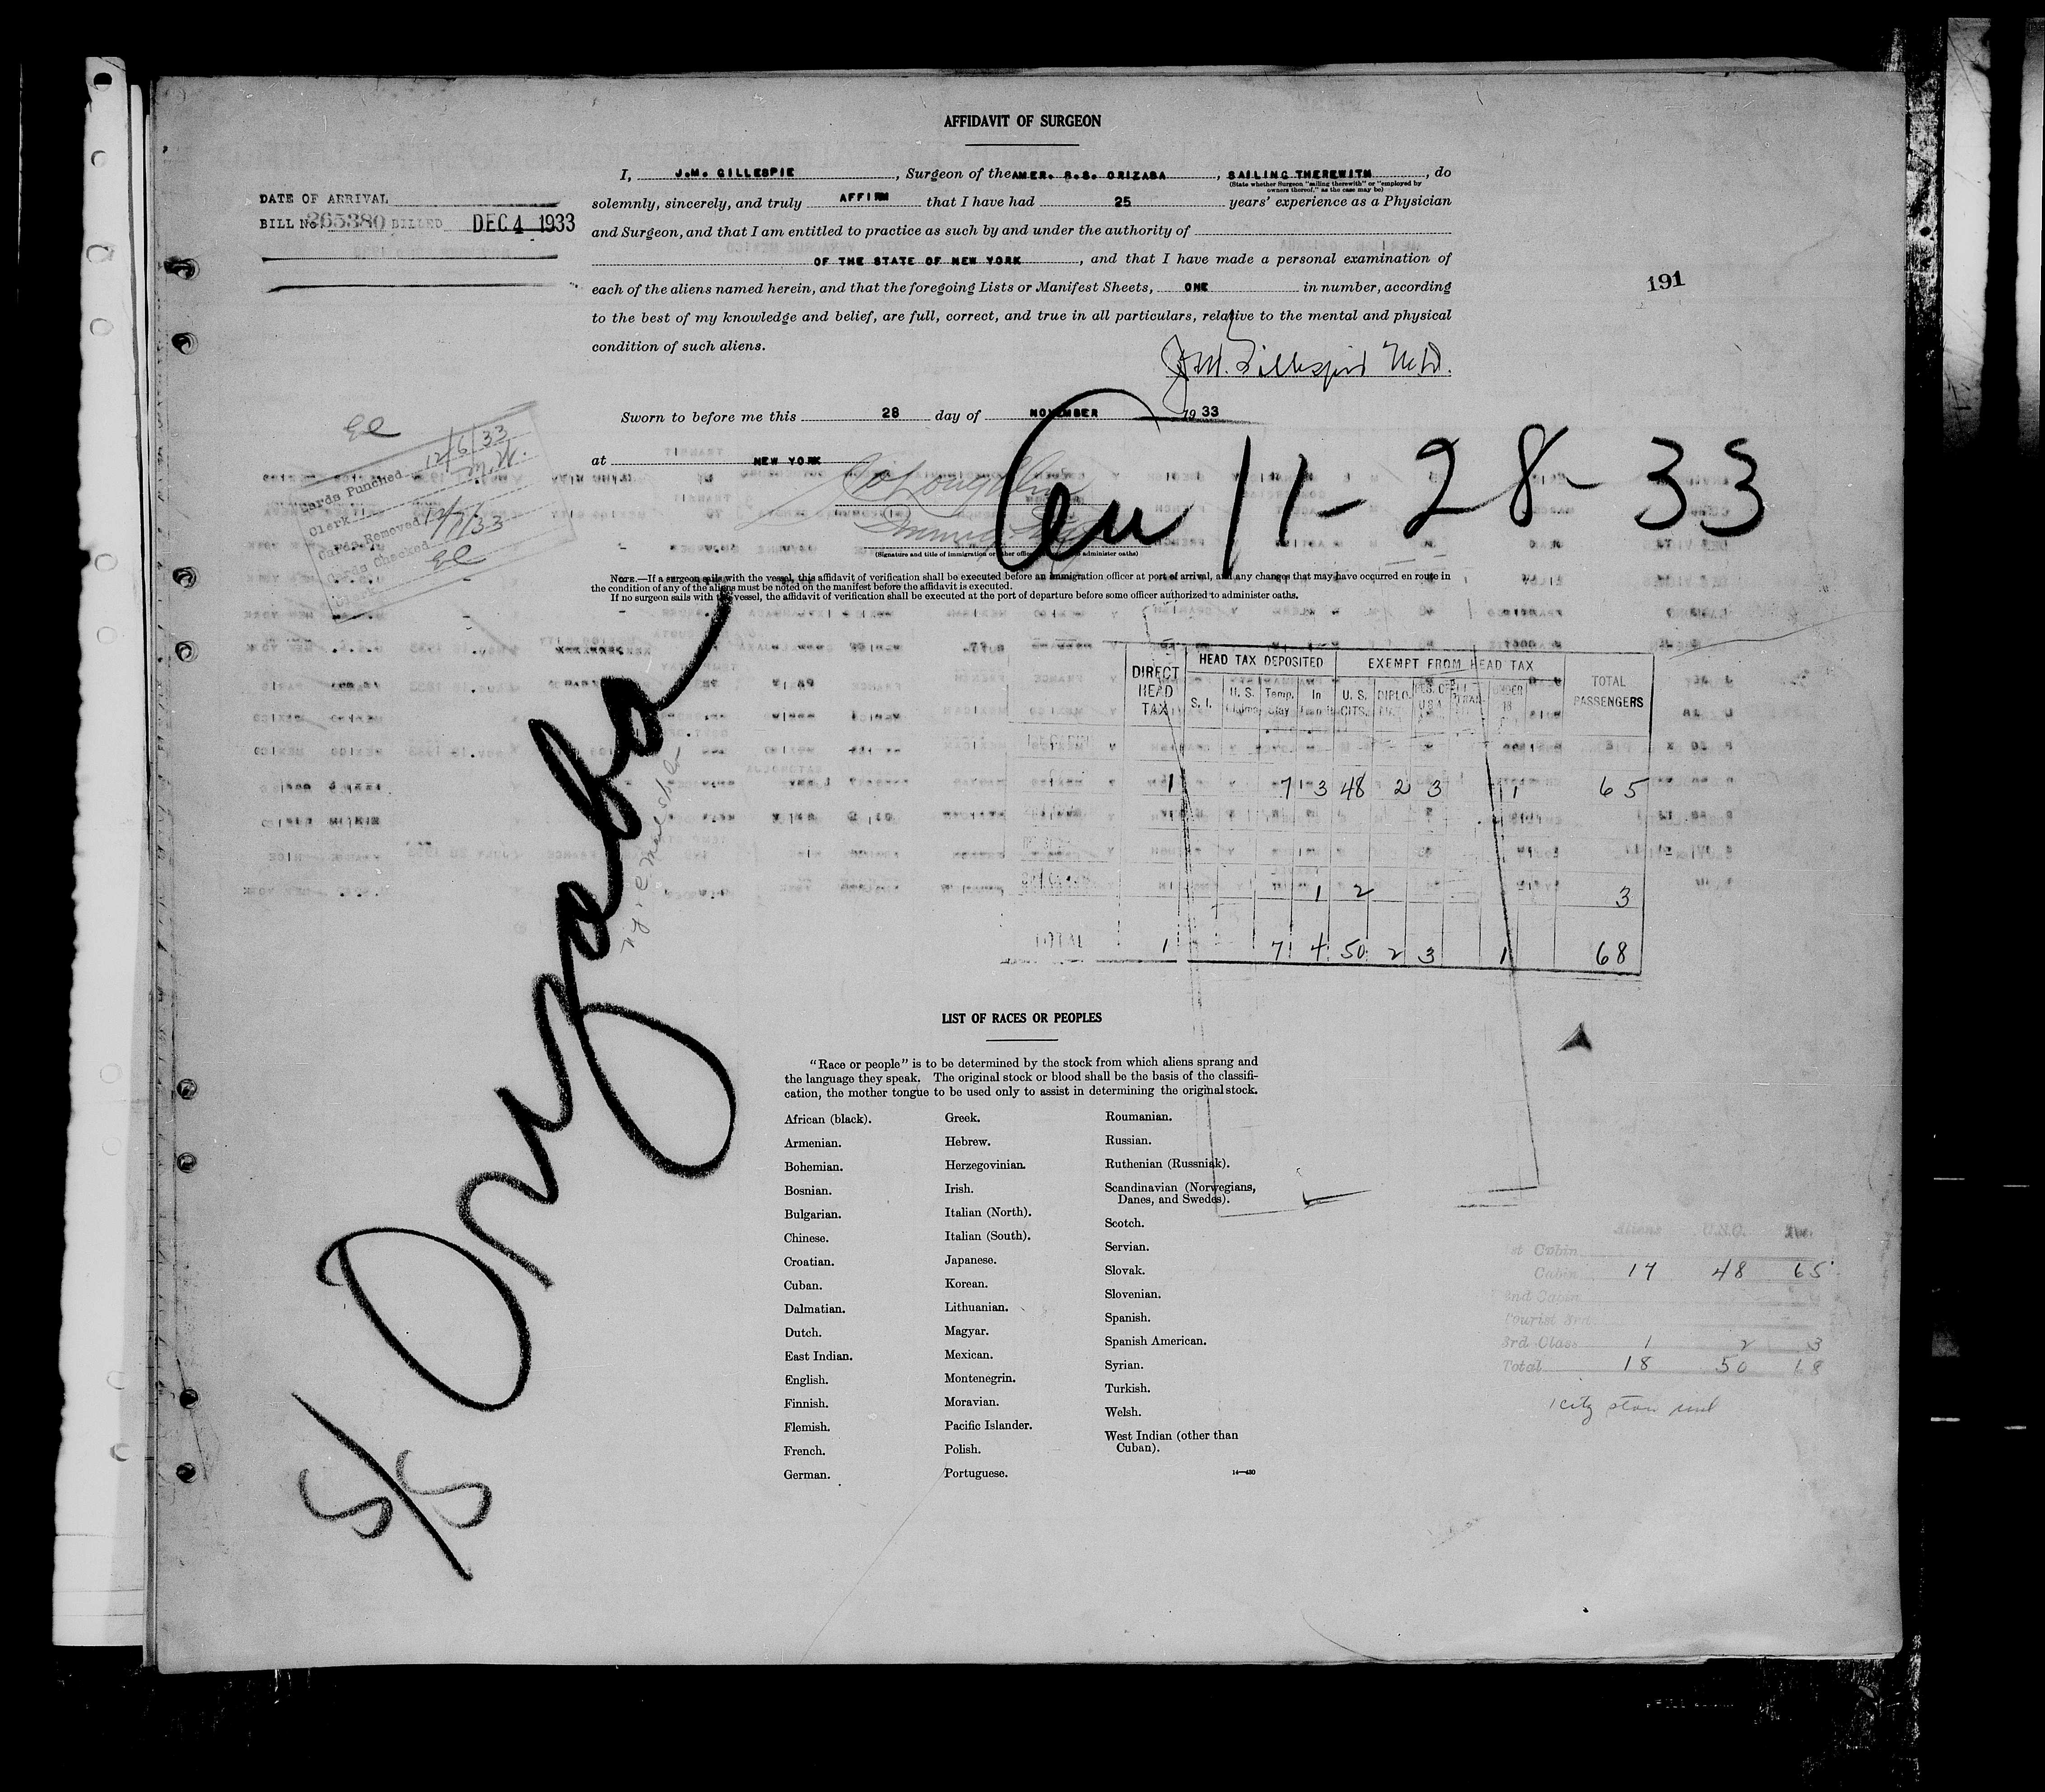 AFFIDAVIT OF SURGEON
I, J.M. GILLESPIE, Surgeon of the AMER. S.S. ORIZABA, SAILING THEREWITH, do
(State whether Surgeon "sailing therewith" or "employed by
owners thereof," as the case may be)
solemnly, sincerely, and truly AFFIRM that I have had 25 years' experience as a Physician
and Surgeon, and that I am entitled to practice as such by and under the authority of
OF THE STATE OF NEW YORK, and that I have made a personal examination of
each of the aliens named herein, and that the foregoing Lists or Manifest Sheets, ONE in number, according
to the best of my knowledge and belief, are full, correct, and true in all particulars, relative to the mental and physical
condition of such aliens.
DATE OF ARRIVAL
BILL No. 265380 BILLED DEC 4 1933
191
J.M. Gillespie M.D.
Sworn to before me this 28 day of NOVEMBER 1933
at NEW YORK
11-28-33
Cards Punched 12/6/33
Clerk M.W.
Cards Removed
Cards Checked
Clerk
(Signature and title of immigration or other officer administer oaths)
NOTE.—If a surgeon sails with the vessel, this affidavit of verification shall be executed before an immigration officer at port of arrival, and any changes that may have occurred en route in
the condition of any of the aliens must be noted on the manifest before the affidavit is executed.
If no surgeon sails with the vessel, the affidavit of verification shall be executed at the port of departure before some officer authorized to administer oaths.
S/S Orizaba
DIRECT HEAD TAX
HEAD TAX DEPOSITED
EXEMPT FROM HEAD TAX
TOTAL PASSENGERS
S. I. U. S. Temp. Stay In Transit U. S. CITS. DIPLO. U.S.A. TRAN. UNDER 18
1 7 3 48 2 3 1 65
1 2 3
TOTAL 1 7 4 50 2 3 1 68
LIST OF RACES OR PEOPLES
"Race or people" is to be determined by the stock from which aliens sprang and
the language they speak. The original stock or blood shall be the basis of the classifi-
cation, the mother tongue to be used only to assist in determining the original stock.
African (black).
Armenian.
Bohemian.
Bosnian.
Bulgarian.
Chinese.
Croatian.
Cuban.
Dalmatian.
Dutch.
East Indian.
English.
Finnish.
Flemish.
French.
German.
Greek.
Hebrew.
Herzegovinian.
Irish.
Italian (North).
Italian (South).
Japanese.
Korean.
Lithuanian.
Magyar.
Mexican.
Montenegrin.
Moravian.
Pacific Islander.
Polish.
Portuguese.
Roumanian.
Russian.
Ruthenian (Russniak).
Scandinavian (Norwegians,
Danes, and Swedes).
Scotch.
Servian.
Slovak.
Slovenian.
Spanish.
Spanish American.
Syrian.
Turkish.
Welsh.
West Indian (other than
Cuban).
14—430
Aliens U.S.C.
1st Cabin
Cabin 17 48 65
2nd Cabin
Tourist 3rd
3rd Class 1 2 3
Total 18 50 68